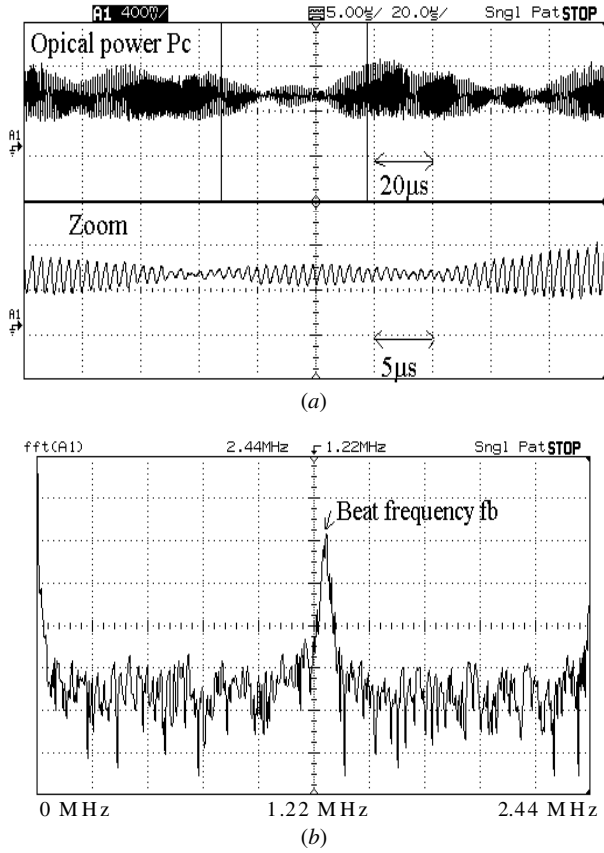 A1 400mV/ 5.00µs/ 20.0µs/ Sngl Pat STOP
Opical power Pc
A1
20µs
Zoom
A1
5µs
(a)
fft(A1) 2.44MHz 1.22MHz Sngl Pat STOP
Beat frequency fb
0 MHz 1.22 MHz 2.44 MHz
(b)